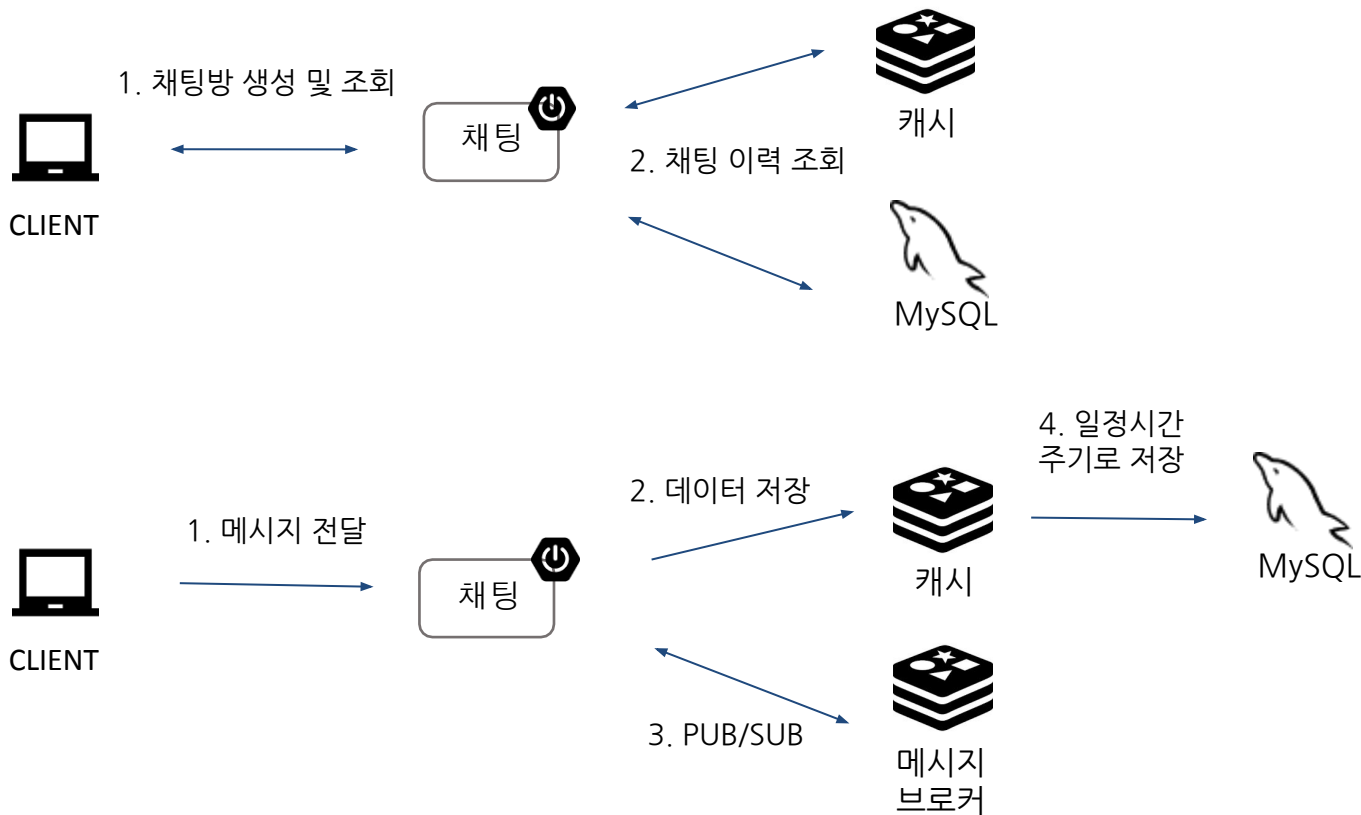 1. 채팅방 생성 및 조회
채팅
캐시
2. 채팅 이력 조회
CLIENT
MySQL
4. 일정시간
주기로 저장
2. 데이터 저장
1. 메시지 전달
채팅
캐시
MySQL
CLIENT
3. PUB/SUB
메시지
브로커